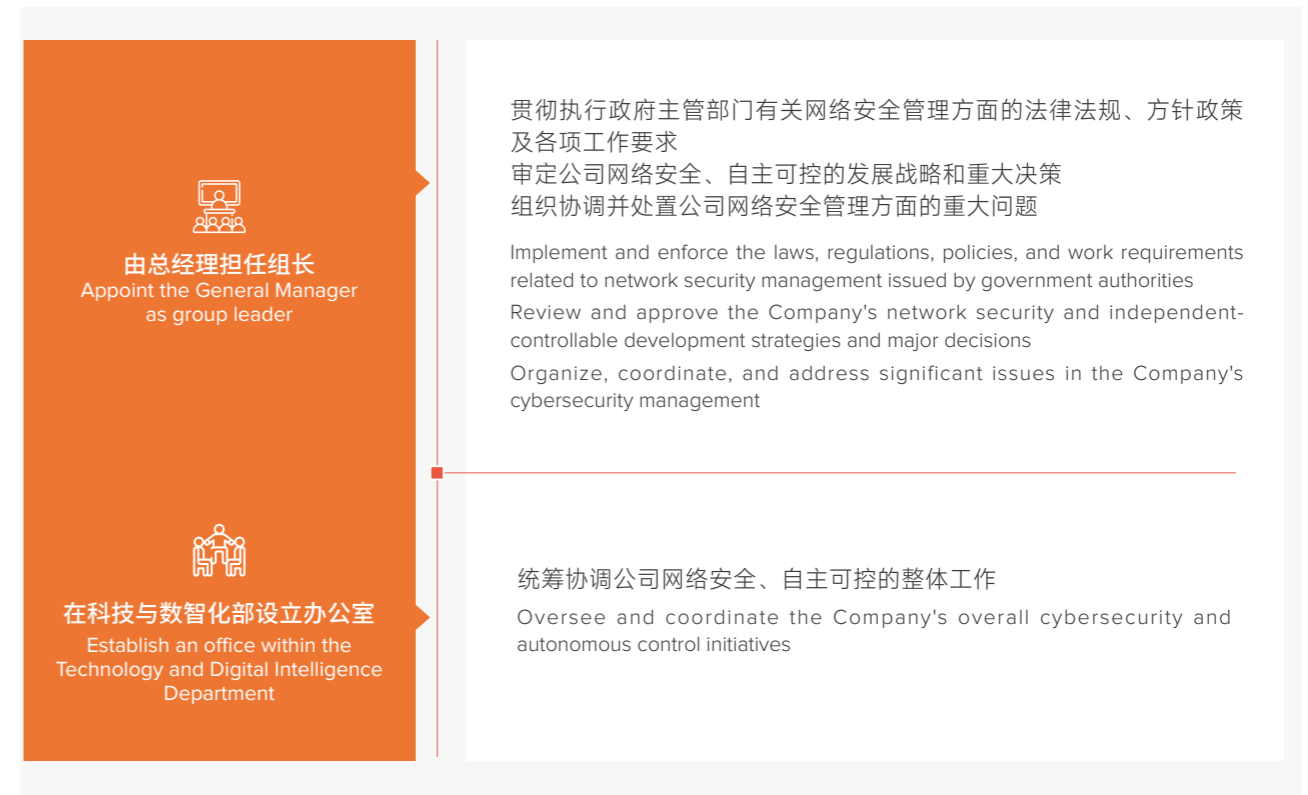 由总经理担任组长
Appoint the General Manager
as group leader
贯彻执行政府主管部门有关网络安全管理方面的法律法规、方针政策
及各项工作要求
审定公司网络安全、自主可控的发展战略和重大决策
组织协调并处置公司网络安全管理方面的重大问题
Implement and enforce the laws, regulations, policies, and work requirements
related to network security management issued by government authorities
Review and approve the Company's network security and independent-
controllable development strategies and major decisions
Organize, coordinate, and address significant issues in the Company's
cybersecurity management
在科技与数智化部设立办公室
Establish an office within the
Technology and Digital Intelligence
Department
统筹协调公司网络安全、自主可控的整体工作
Oversee and coordinate the Company's overall cybersecurity and
autonomous control initiatives